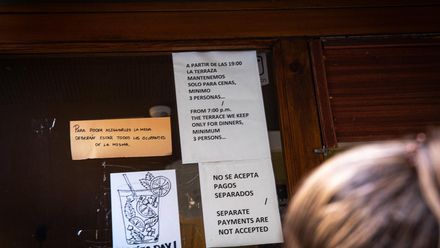 A PARTIR DE LAS 19:00
LA TERRAZA
MANTENEMOS
SOLO PARA CENAS,
MINIMO
3 PERSONAS...
/
FROM 7:00 p.m.
THE TERRACE WE KEEP
ONLY FOR DINNERS,
MINIMUM
3 PERSONAS...
PARA PODER ASIGNARLES LA MESA
DEBERÁN ESTAR TODOS LOS OCUPANTES
DE LA MISMA.
NO SE ACEPTA
PAGOS
SEPARADOS
/
SEPARATE
PAYMENTS ARE
NOT ACCEPTED
DAY!